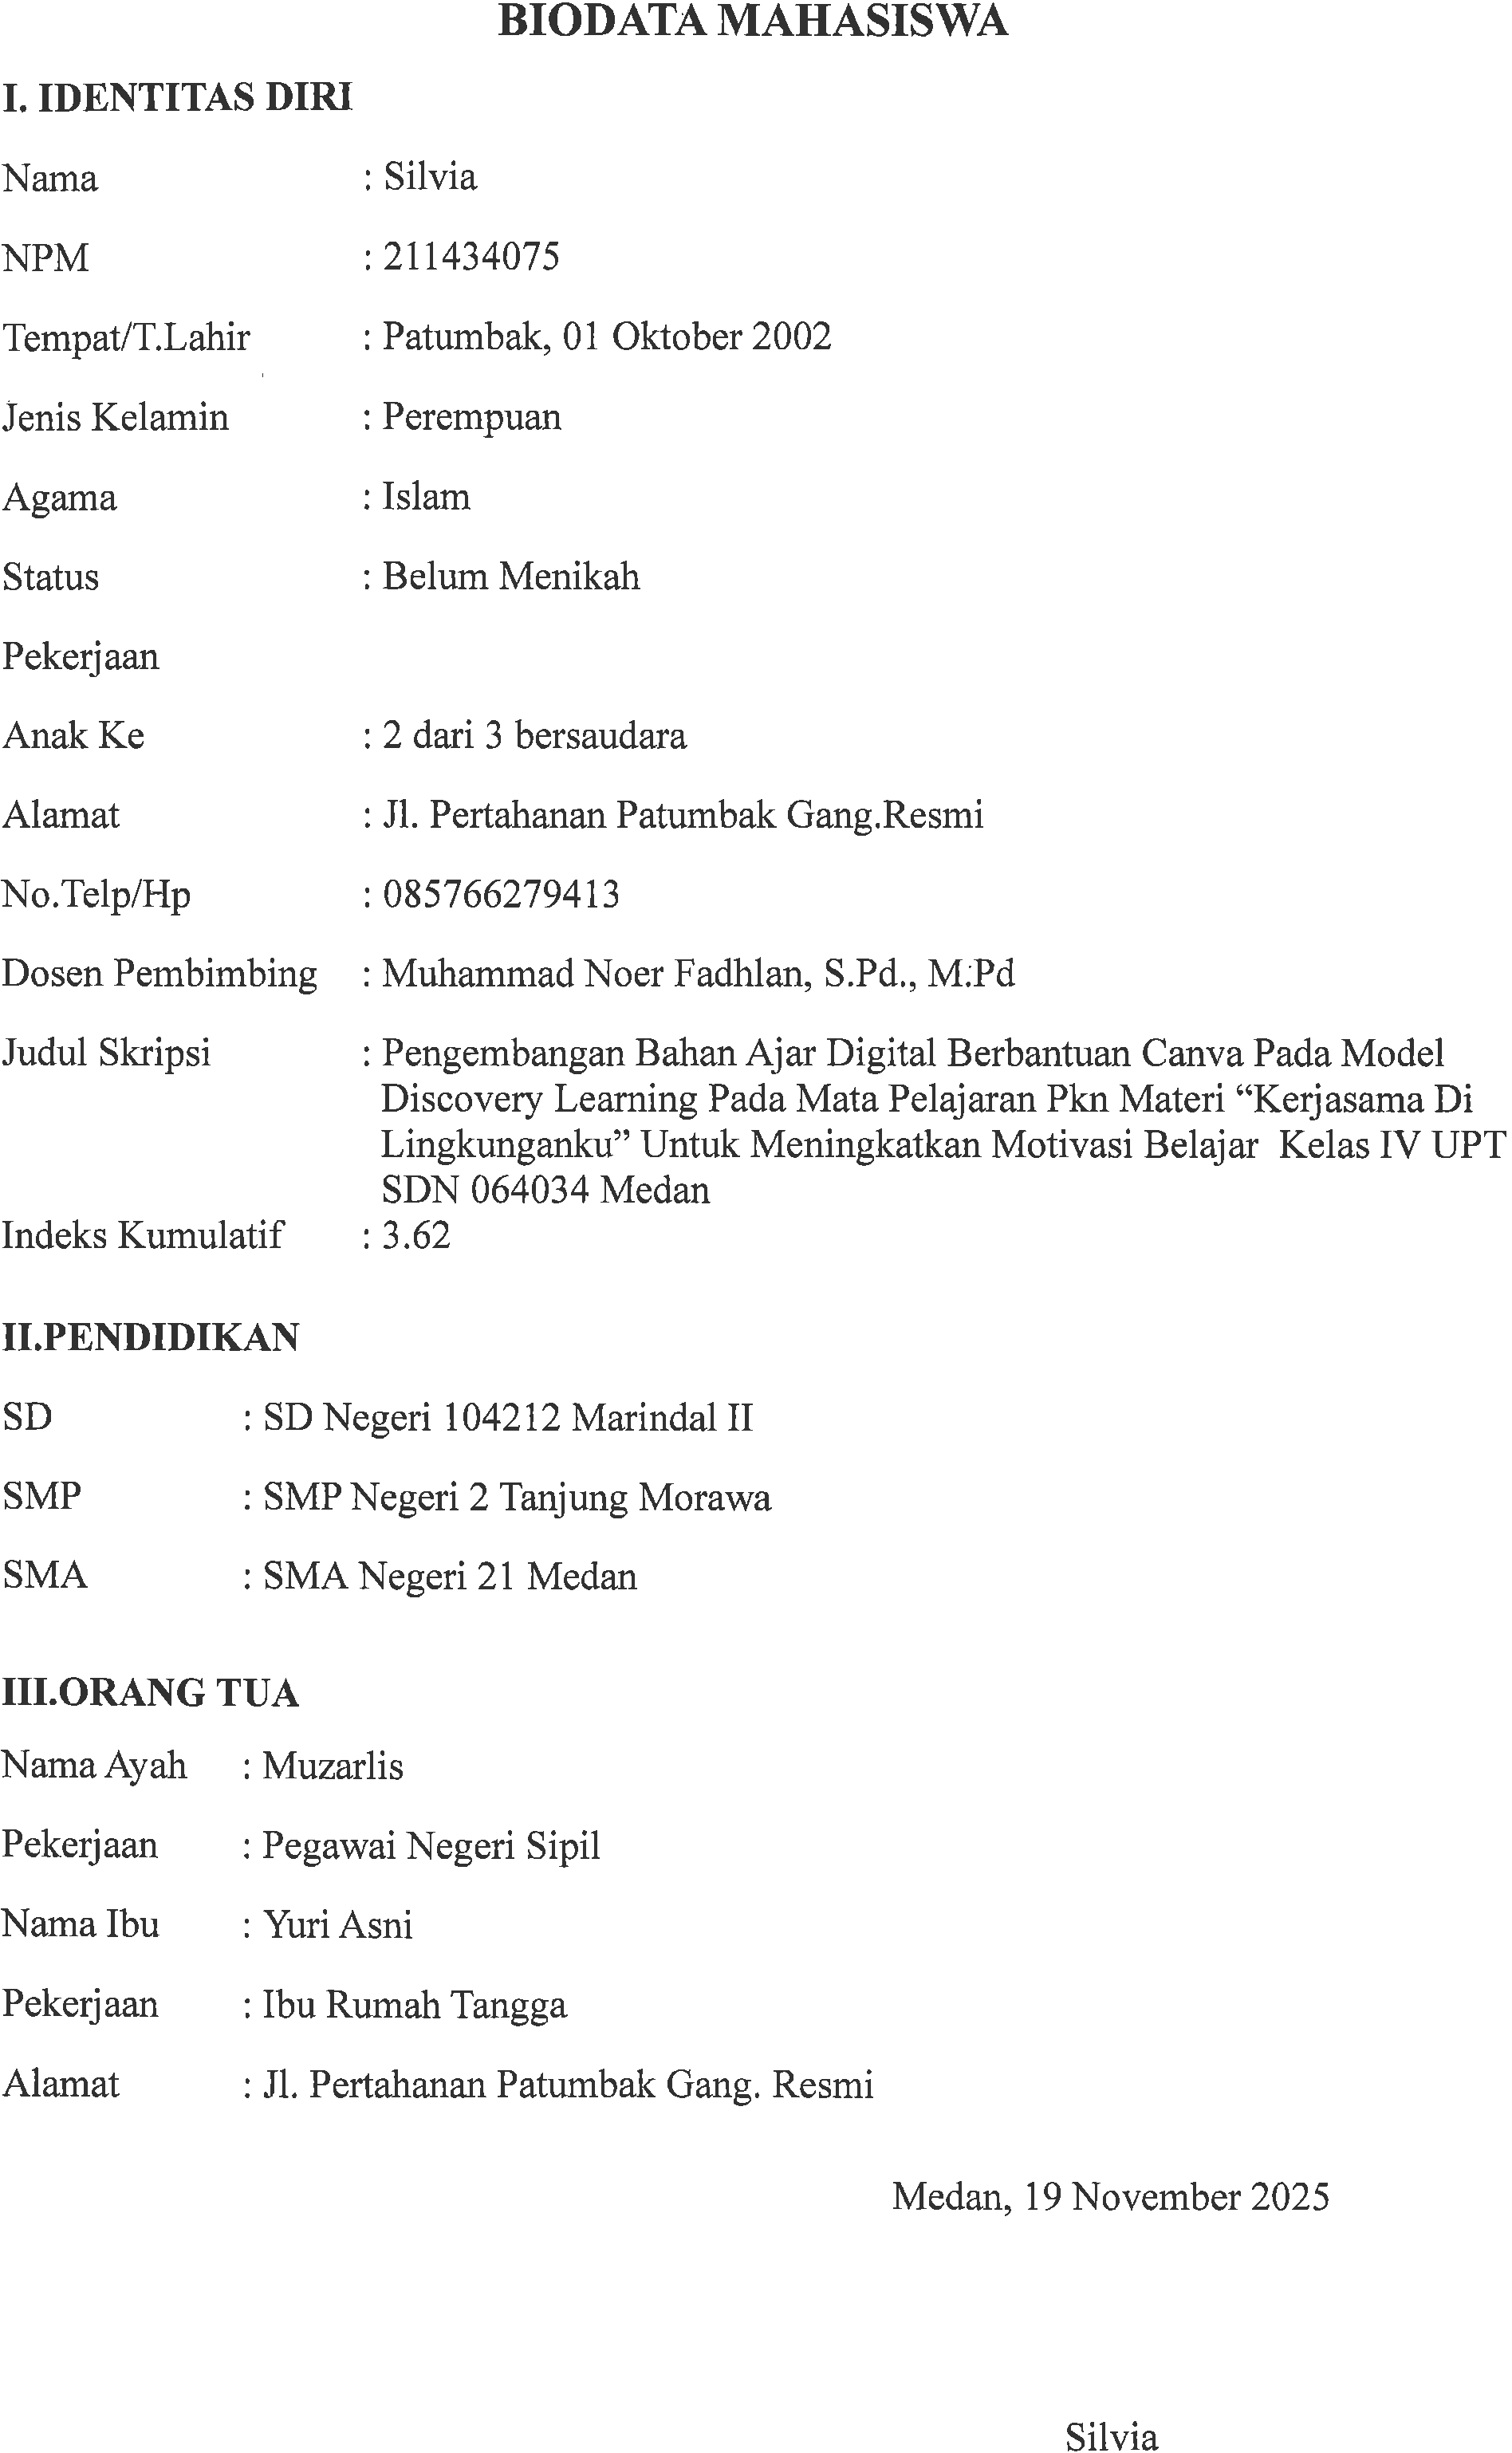 BIODATA MAHASISWA
I. IDENTITAS DIRI
Nama : Silvia
NPM : 211434075
Tempat/T.Lahir : Patumbak, 01 Oktober 2002
Jenis Kelamin : Perempuan
Agama : Islam
Status : Belum Menikah
Pekerjaan
Anak Ke : 2 dari 3 bersaudara
Alamat : Jl. Pertahanan Patumbak Gang.Resmi
No.Telp/Hp : 085766279413
Dosen Pembimbing : Muhammad Noer Fadhlan, S.Pd., M.Pd
Judul Skripsi : Pengembangan Bahan Ajar Digital Berbantuan Canva Pada Model
Discovery Learning Pada Mata Pelajaran Pkn Materi “Kerjasama Di
Lingkunganku” Untuk Meningkatkan Motivasi Belajar Kelas IV UPT
SDN 064034 Medan
Indeks Kumulatif : 3.62
II.PENDIDIKAN
SD : SD Negeri 104212 Marindal II
SMP : SMP Negeri 2 Tanjung Morawa
SMA : SMA Negeri 21 Medan
III.ORANG TUA
Nama Ayah : Muzarlis
Pekerjaan : Pegawai Negeri Sipil
Nama Ibu : Yuri Asni
Pekerjaan : Ibu Rumah Tangga
Alamat : Jl. Pertahanan Patumbak Gang. Resmi
Medan, 19 November 2025
Silvia